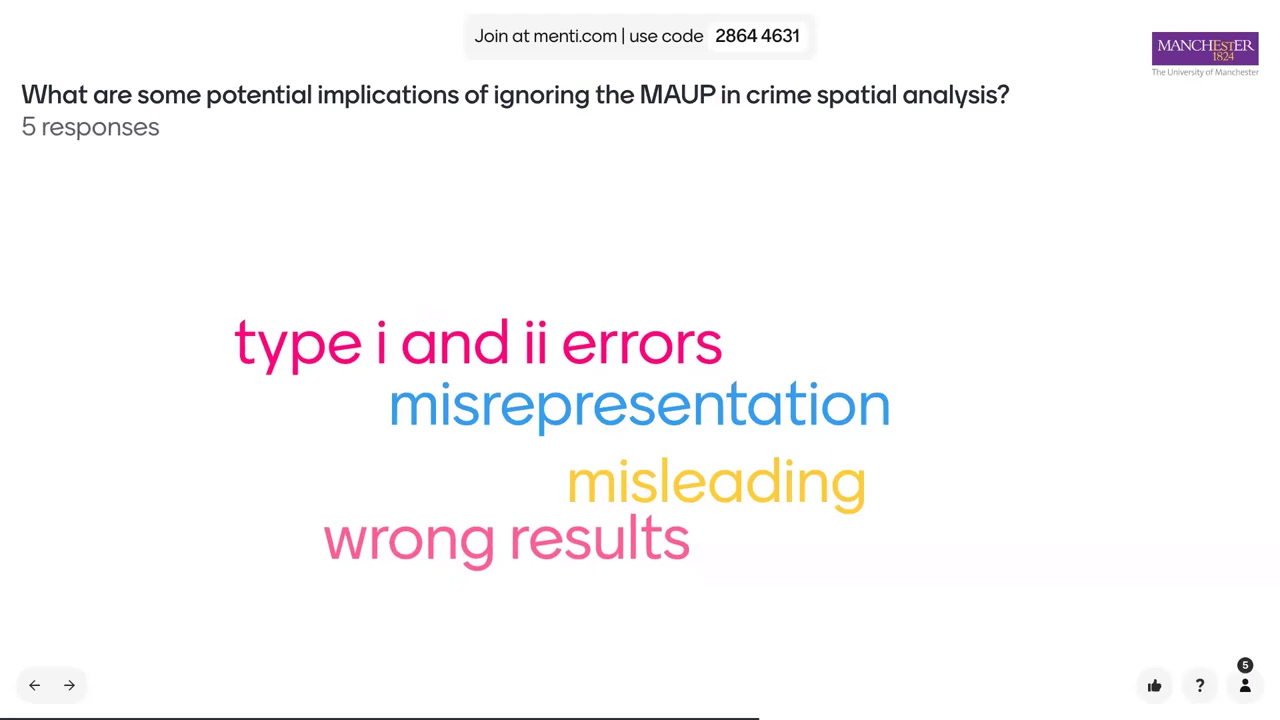 Join at menti.com | use code 2864 4631
MANCHESTER
1824
The University of Manchester
What are some potential implications of ignoring the MAUP in crime spatial analysis?
5 responses
type i and ii errors
misrepresentation
misleading
wrong results
?
5